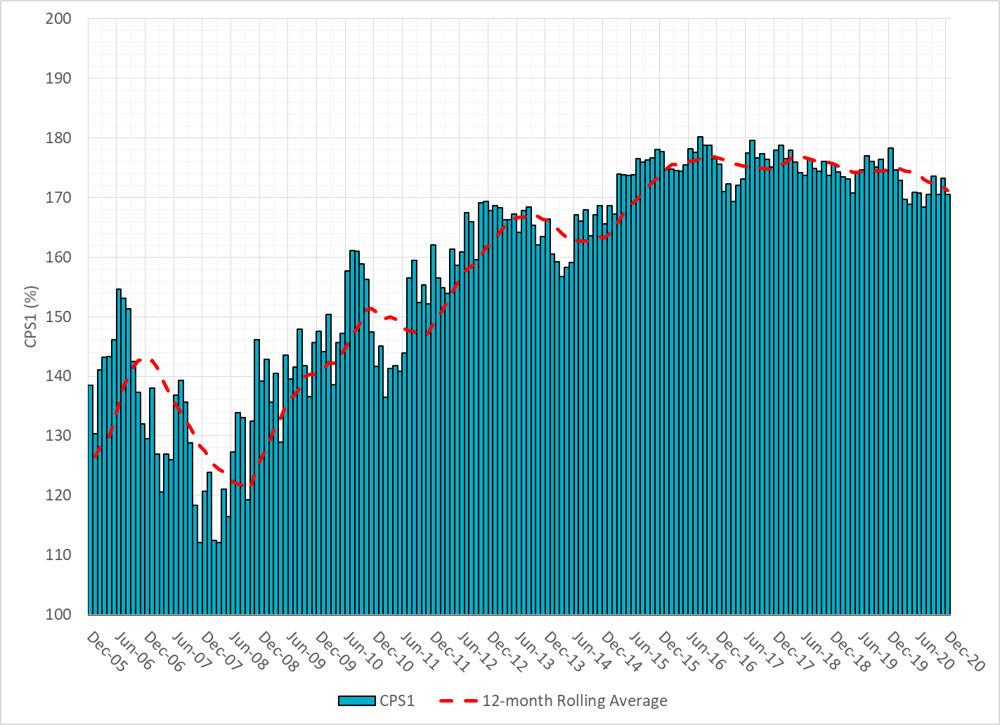 200
190
180
170
160
150
140
130
120
110
100
CPS1 (%)
Dec-05
Jun-06
Dec-06
Jun-07
Dec-07
Jun-08
Dec-08
Jun-09
Dec-09
Jun-10
Dec-10
Jun-11
Dec-11
Jun-12
Dec-12
Jun-13
Dec-13
Jun-14
Dec-14
Jun-15
Dec-15
Jun-16
Dec-16
Jun-17
Dec-17
Jun-18
Dec-18
Jun-19
Dec-19
Jun-20
Dec-20
CPS1 12-month Rolling Average